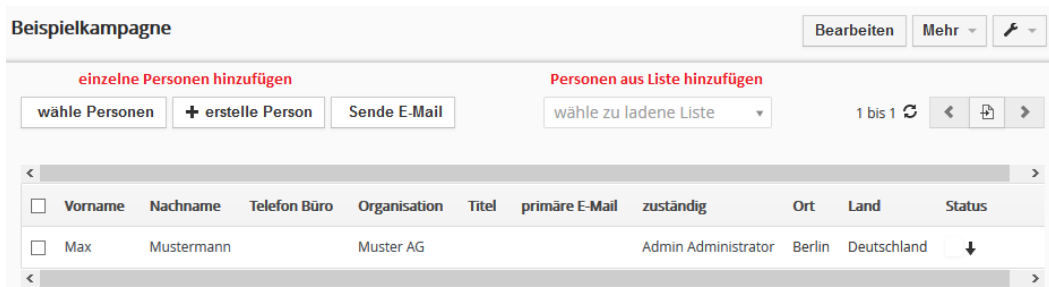 Beispielkampagne Bearbeiten Mehr
einzelne Personen hinzufügen Personen aus Liste hinzufügen
wähle Personen + erstelle Person Sende E-Mail wähle zu ladene Liste 1 bis 1
Vorname Nachname Telefon Büro Organisation Titel primäre E-Mail zuständig Ort Land Status
Max Mustermann Muster AG Admin Administrator Berlin Deutschland